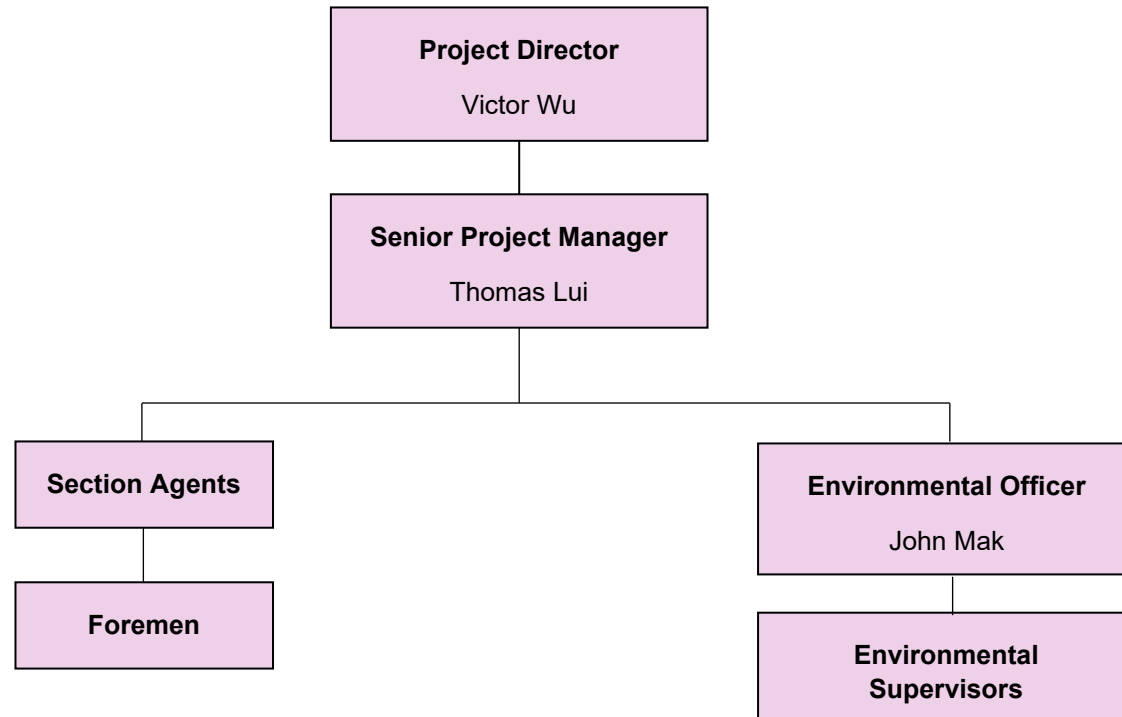 Project Director
Victor Wu
Senior Project Manager
Thomas Lui
Section Agents
Environmental Officer
John Mak
Foremen
Environmental
Supervisors